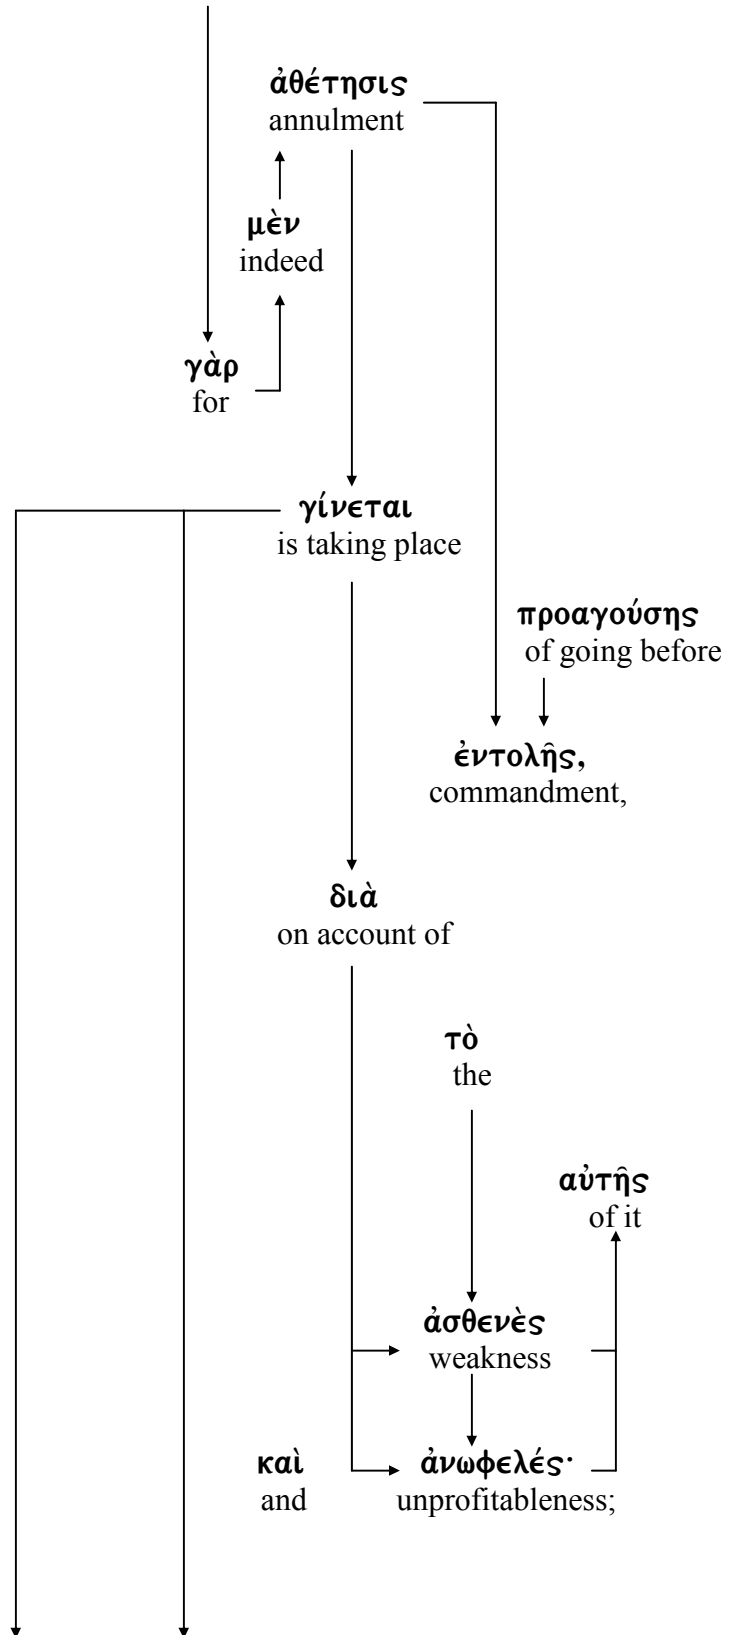 ἀθέτησις
annulment
μὲν
indeed
γὰρ
for
γίνεται
is taking place
προαγούσης
of going before
ἐντολῆς,
commandment,
διὰ
on account of
τὸ
the
αὐτῆς
of it
ἀσθενὲς
weakness
καὶ ἀνωφελές·
and unprofitableness;